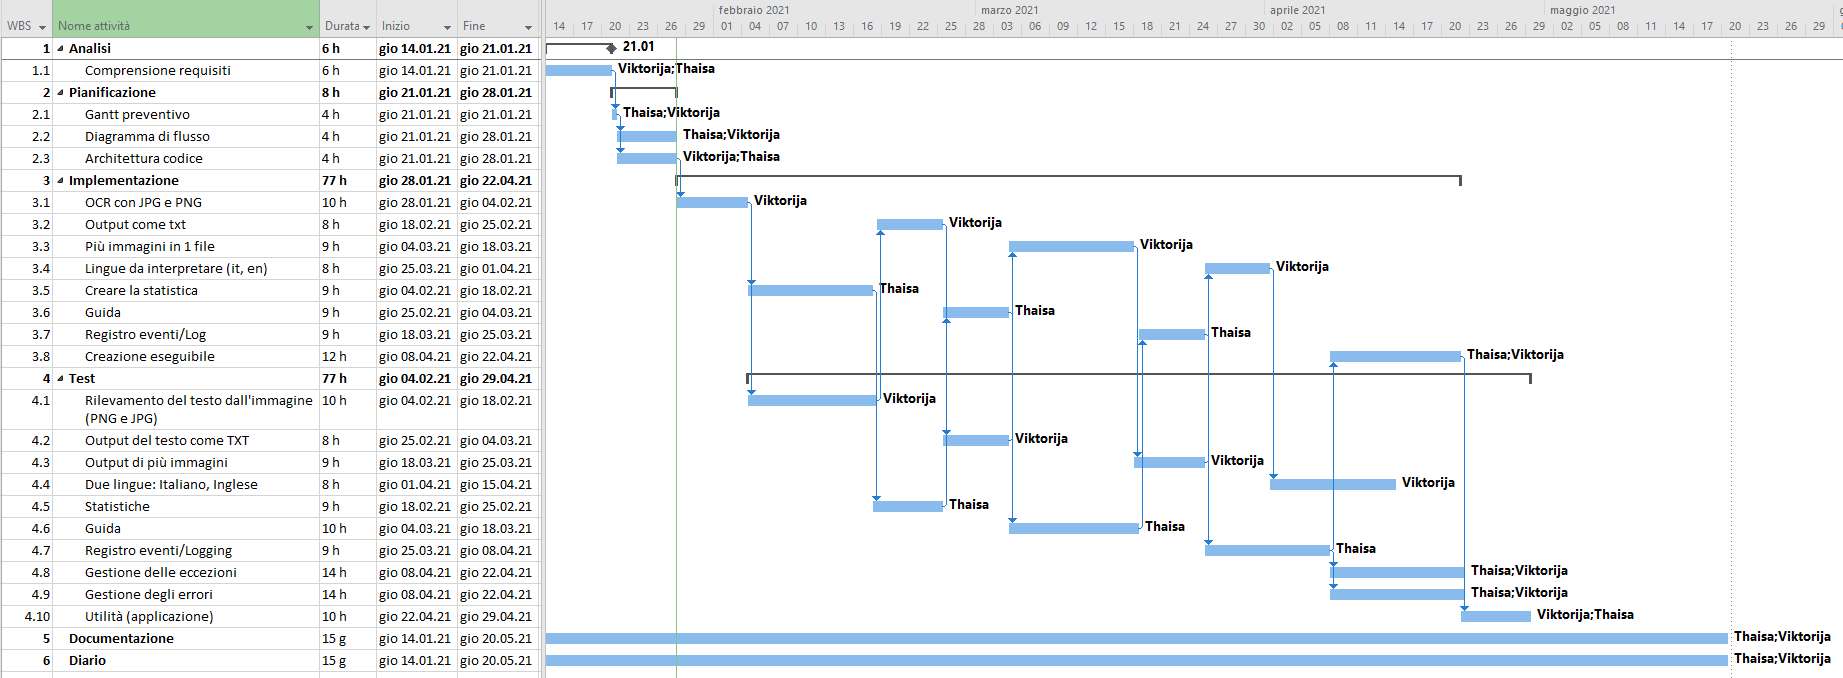 febbraio 2021 marzo 2021 aprile 2021 maggio 2021
WBS Nome attività Durata Inizio Fine 14 17 20 23 26 29 01 04 07 10 13 16 19 22 25 28 03 06 09 12 15 18 21 24 27 30 02 05 08 11 14 17 20 23 26 29 02 05 08 11 14 17 20 23 26 29 0
1 Analisi 6 h gio 14.01.21 gio 21.01.21 21.01
1.1 Comprensione requisiti 6 h gio 14.01.21 gio 21.01.21 Viktorija;Thaisa
2 Pianificazione 8 h gio 21.01.21 gio 28.01.21
2.1 Gantt preventivo 4 h gio 21.01.21 gio 21.01.21 Thaisa;Viktorija
2.2 Diagramma di flusso 4 h gio 21.01.21 gio 28.01.21 Thaisa;Viktorija
2.3 Architettura codice 4 h gio 21.01.21 gio 28.01.21 Viktorija;Thaisa
3 Implementazione 77 h gio 28.01.21 gio 22.04.21
3.1 OCR con JPG e PNG 10 h gio 28.01.21 gio 04.02.21 Viktorija
3.2 Output come txt 8 h gio 18.02.21 gio 25.02.21 Viktorija
3.3 Più immagini in 1 file 9 h gio 04.03.21 gio 18.03.21 Viktorija
3.4 Lingue da interpretare (it, en) 8 h gio 25.03.21 gio 01.04.21 Viktorija
3.5 Creare la statistica 9 h gio 04.02.21 gio 18.02.21 Thaisa
3.6 Guida 9 h gio 25.02.21 gio 04.03.21 Thaisa
3.7 Registro eventi/Log 9 h gio 18.03.21 gio 25.03.21 Thaisa
3.8 Creazione eseguibile 12 h gio 08.04.21 gio 22.04.21 Thaisa;Viktorija
4 Test 77 h gio 04.02.21 gio 29.04.21
4.1 Rilevamento del testo dall'immagine 10 h gio 04.02.21 gio 18.02.21 Viktorija
(PNG e JPG)
4.2 Output del testo come TXT 8 h gio 25.02.21 gio 04.03.21 Viktorija
4.3 Output di più immagini 9 h gio 18.03.21 gio 25.03.21 Viktorija
4.4 Due lingue: Italiano, Inglese 8 h gio 01.04.21 gio 15.04.21 Viktorija
4.5 Statistiche 9 h gio 18.02.21 gio 25.02.21 Thaisa
4.6 Guida 10 h gio 04.03.21 gio 18.03.21 Thaisa
4.7 Registro eventi/Logging 9 h gio 25.03.21 gio 08.04.21 Thaisa
4.8 Gestione delle eccezioni 14 h gio 08.04.21 gio 22.04.21 Thaisa;Viktorija
4.9 Gestione degli errori 14 h gio 08.04.21 gio 22.04.21 Thaisa;Viktorija
4.10 Utilità (applicazione) 10 h gio 22.04.21 gio 29.04.21 Viktorija;Thaisa
5 Documentazione 15 g gio 14.01.21 gio 20.05.21 Thaisa;Viktorija
6 Diario 15 g gio 14.01.21 gio 20.05.21 Thaisa;Viktorija